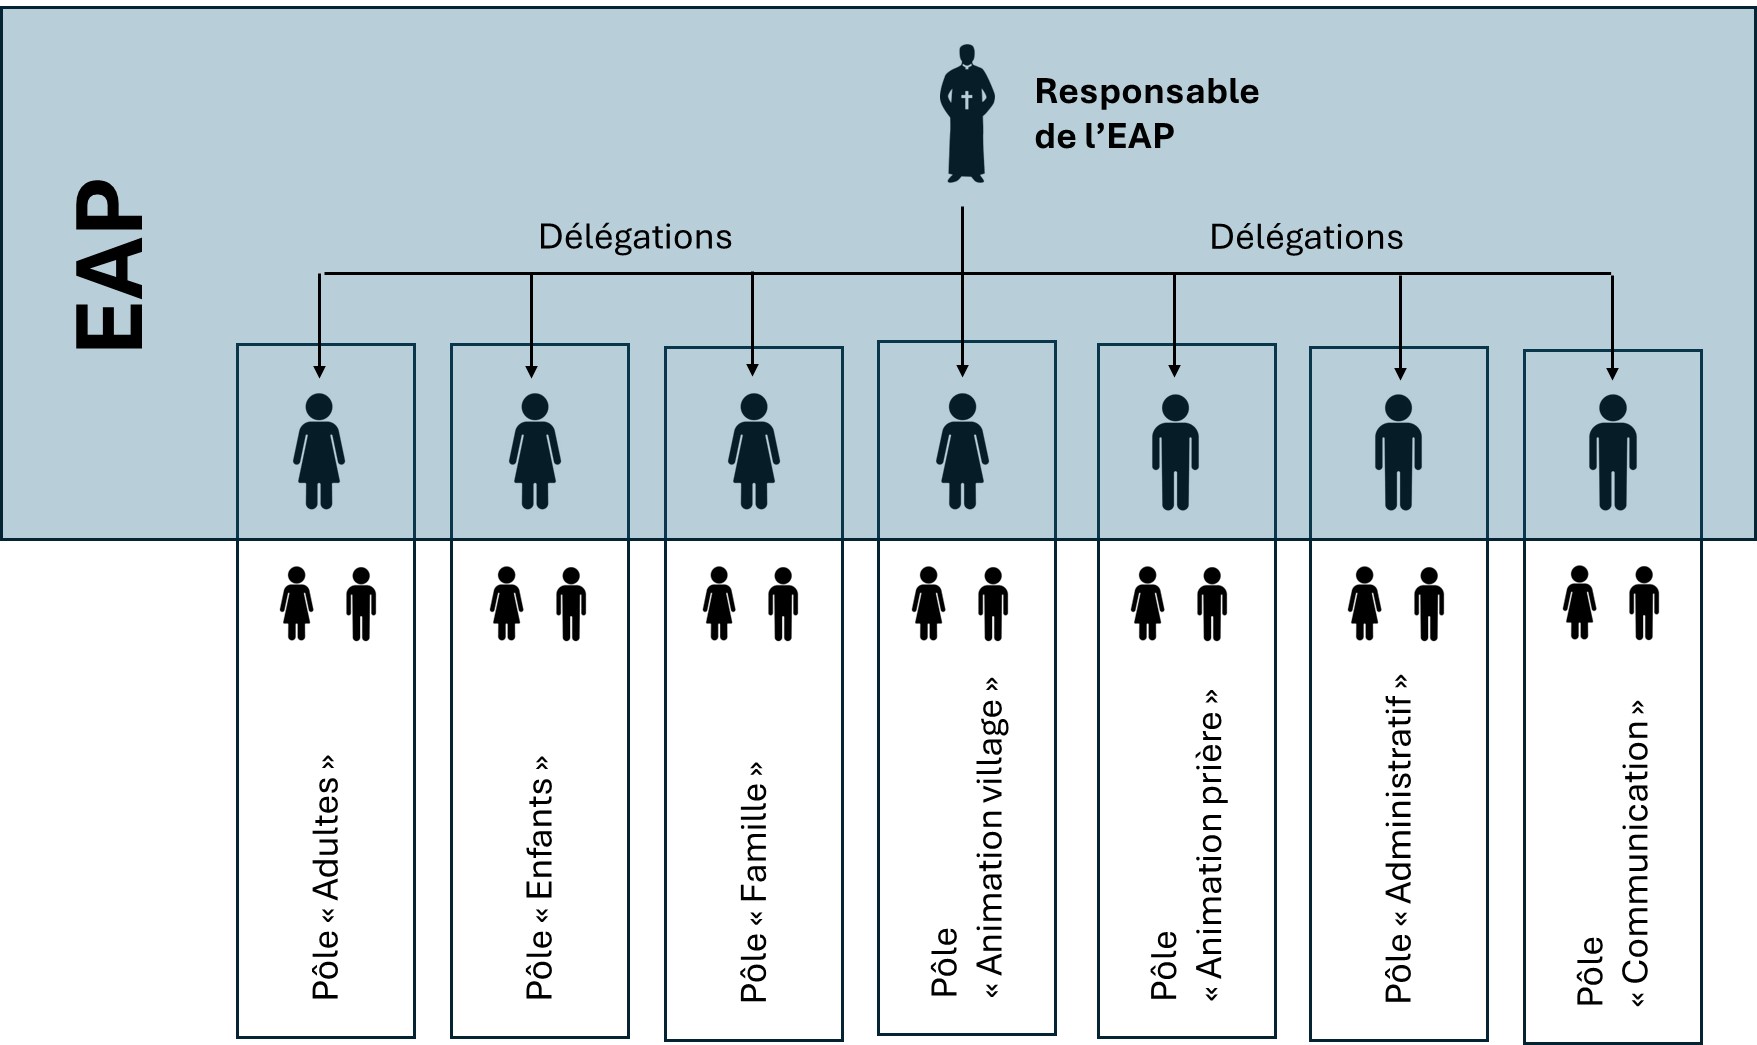 Responsable
de l’EAP
EAP
Délégations
Délégations
Pôle « Adultes »
Pôle « Enfants »
Pôle « Famille »
Pôle
« Animation village »
Pôle
« Animation prière »
Pôle « Administratif »
Pôle
« Communication »